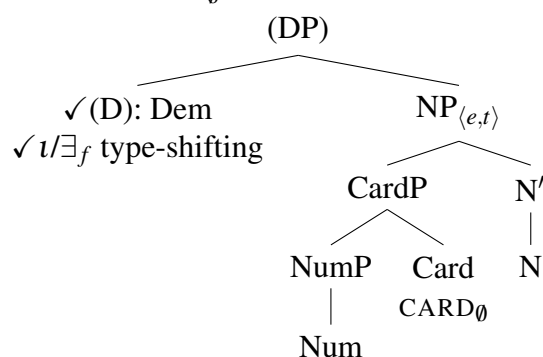 (DP)
✓(D): Dem NP⟨e,t⟩
✓ι/∃f type-shifting
CardP N′
NumP Card N
CARD∅
Num